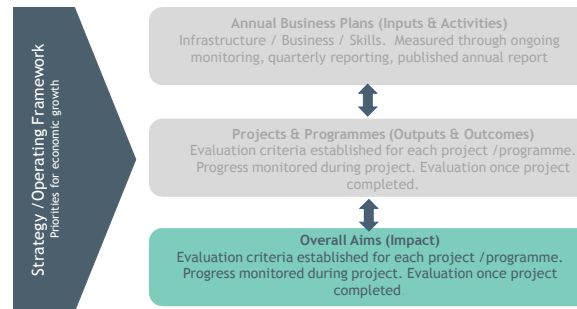 Strategy /Operating Framework
Priorities for economic growth
Annual Business Plans (Inputs & Activities)
Infrastructure / Business / Skills. Measured through ongoing
monitoring, quarterly reporting, published annual report
Projects & Programmes (Outputs & Outcomes)
Evaluation criteria established for each project /programme.
Progress monitored during project. Evaluation once project
completed.
Overall Aims (Impact)
Evaluation criteria established for each project /programme.
Progress monitored during project. Evaluation once project
completed